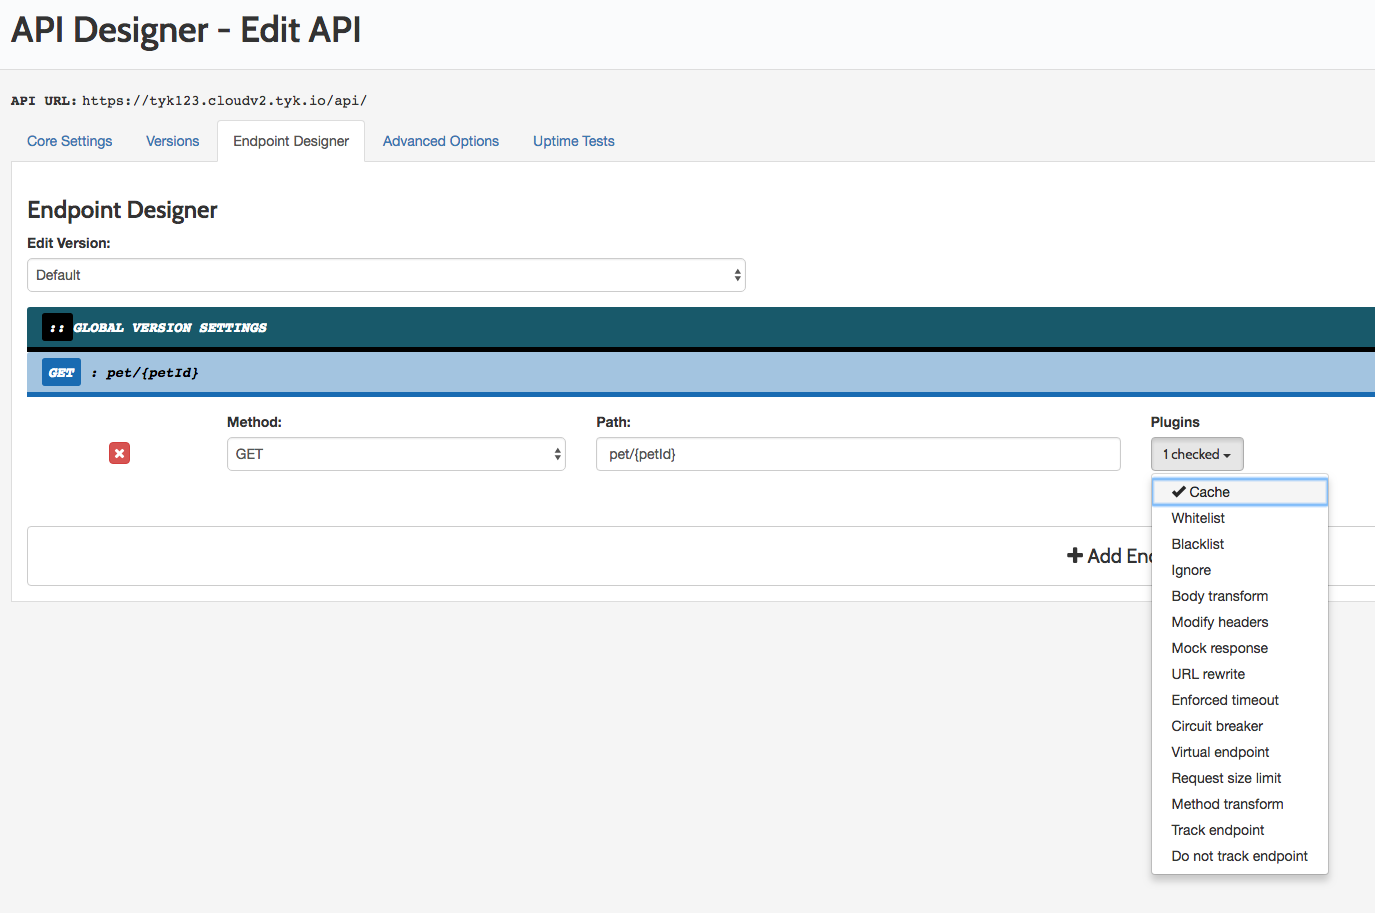 API Designer - Edit API
API URL: https://tyk123.cloudv2.tyk.io/api/
Core Settings Versions Endpoint Designer Advanced Options Uptime Tests
Endpoint Designer
Edit Version:
Default
:: GLOBAL VERSION SETTINGS
GET : pet/{petId}
Method: Path: Plugins
GET pet/{petId} 1 checked
Cache
Whitelist
Blacklist
Add
Ignore
Body transform
Modify headers
Mock response
URL rewrite
Enforced timeout
Circuit breaker
Virtual endpoint
Request size limit
Method transform
Track endpoint
Do not track endpoint